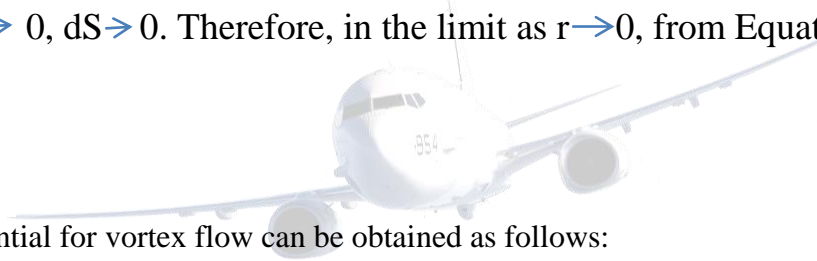 → 0, dS→ 0. Therefore, in the limit as r→0, from Equat
954
ntial for vortex flow can be obtained as follows: